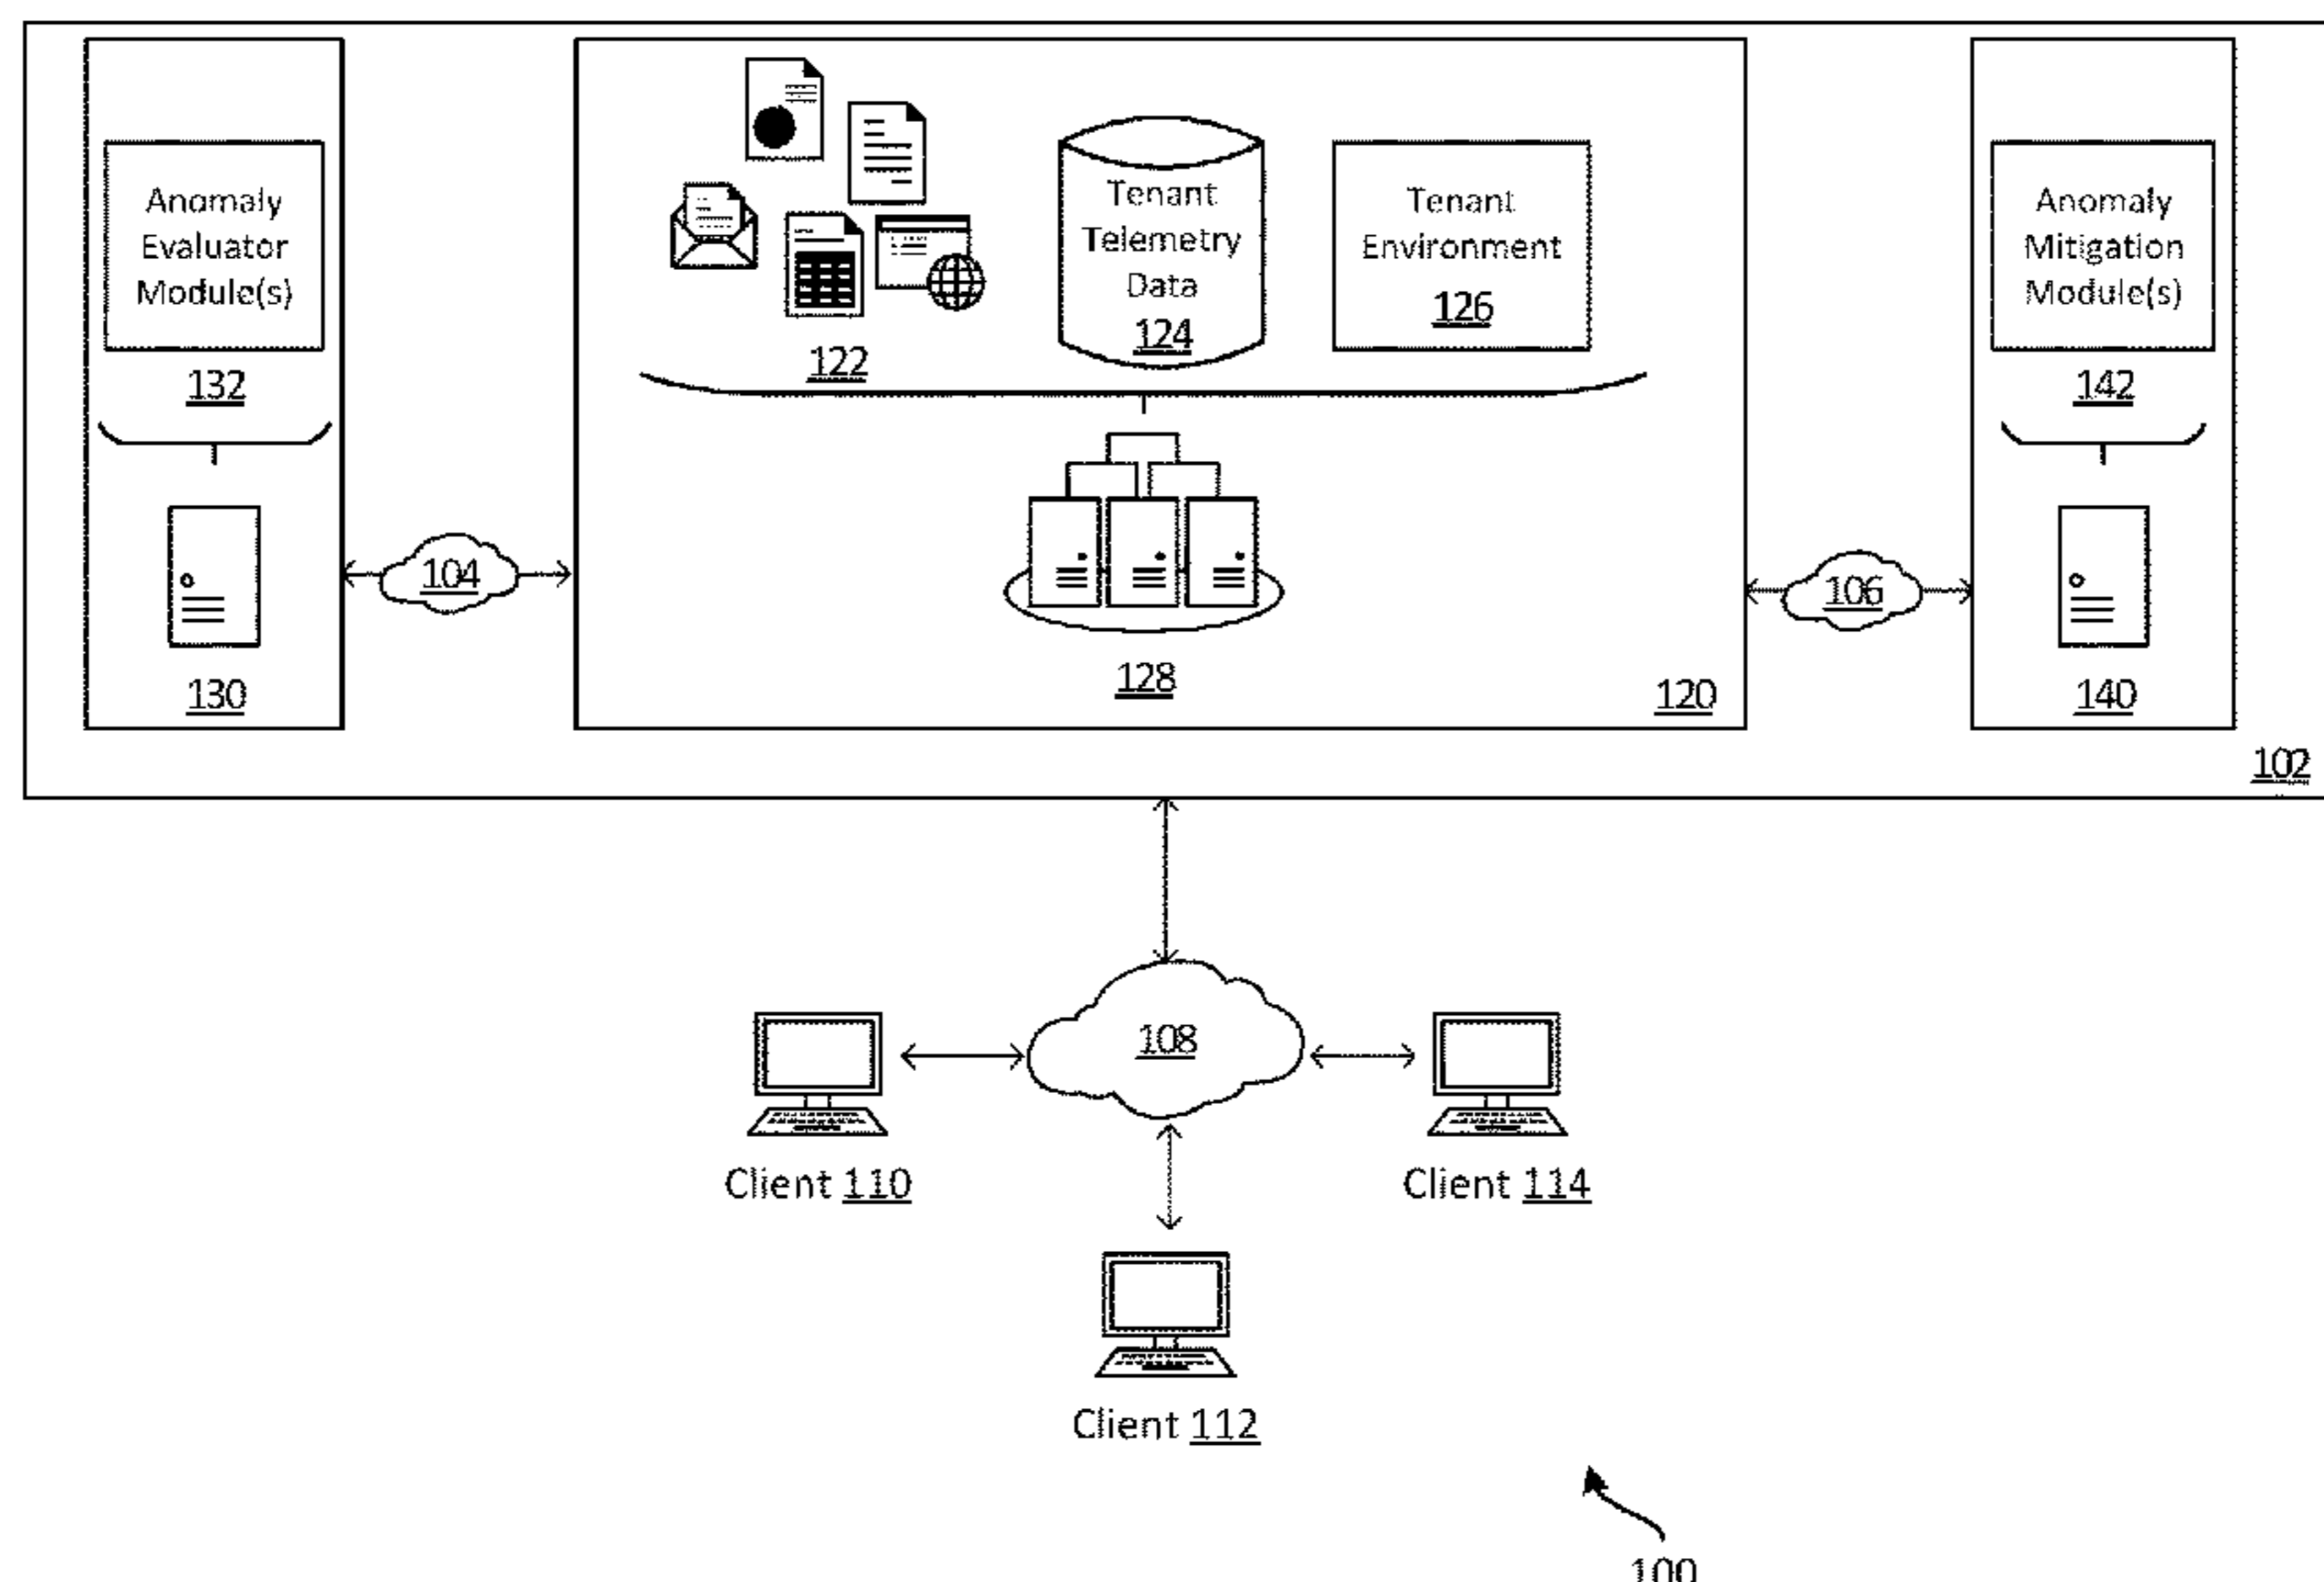 Anomaly
Evaluator
Module(s)
132
130
104
122
Tenant
Telemetry
Data
124
Tenant
Environment
126
128
120
106
Anomaly
Mitigation
Module(s)
142
140
102
108
Client 110
Client 114
Client 112
100